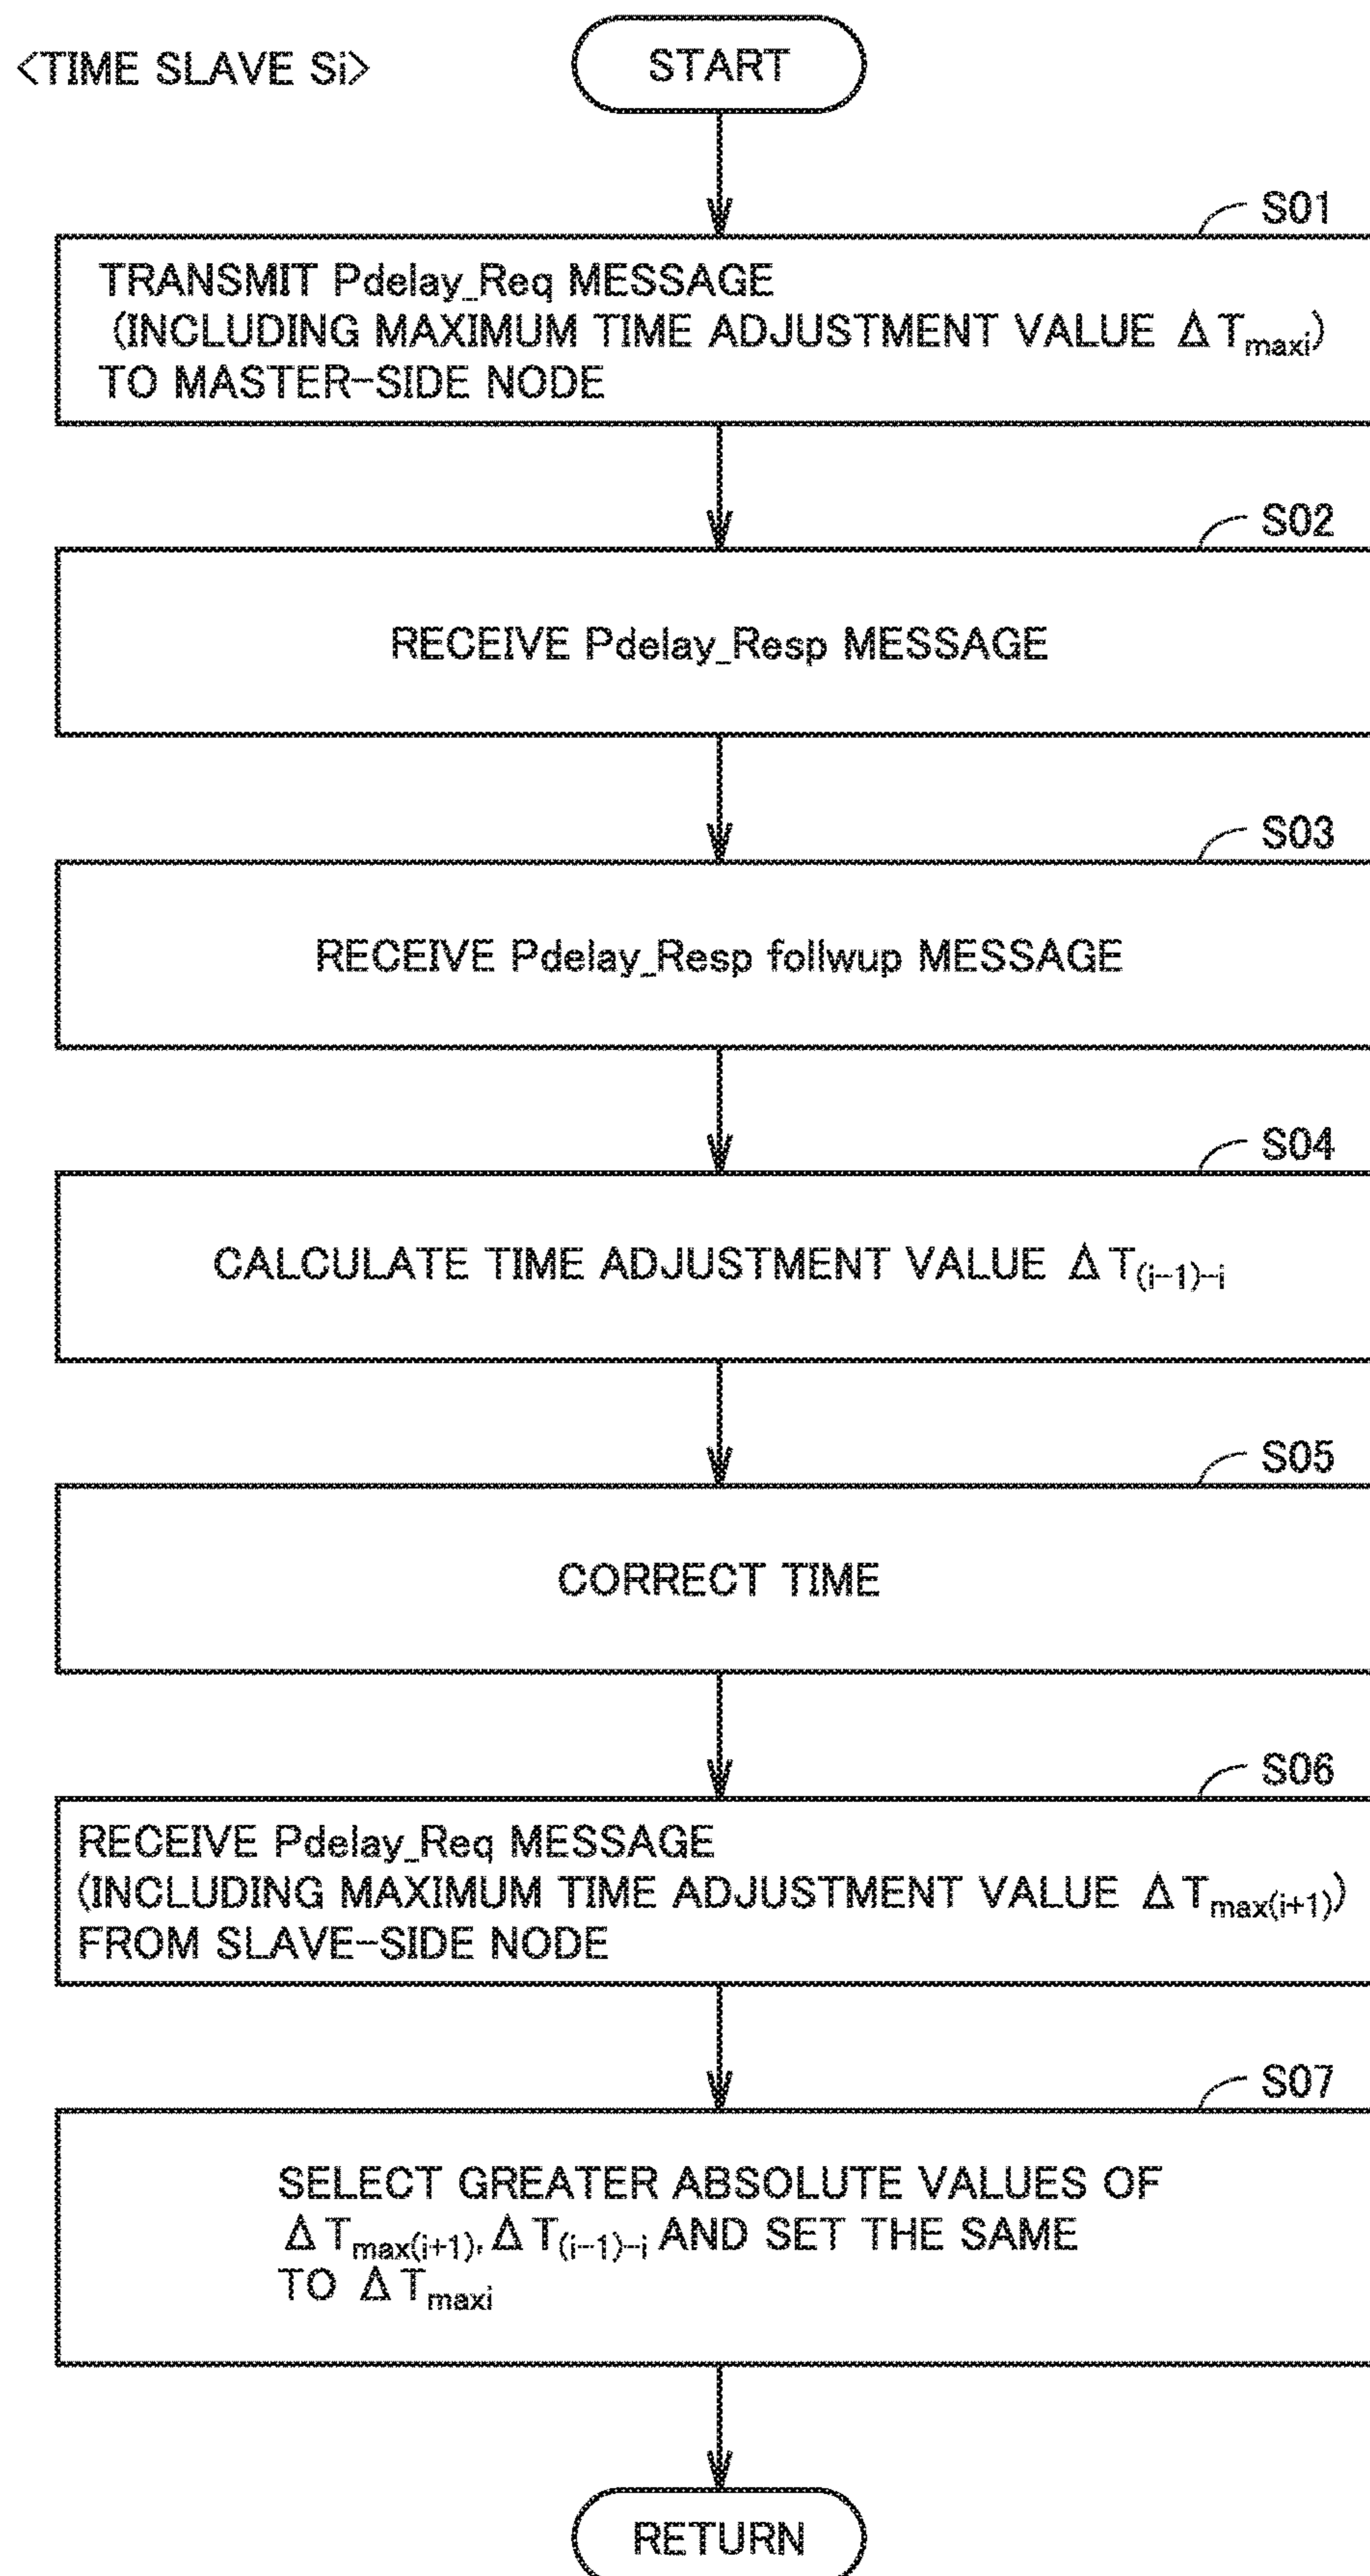 <TIME SLAVE Si>
START
S01
TRANSMIT Pdelay_Req MESSAGE
(INCLUDING MAXIMUM TIME ADJUSTMENT VALUE ΔTmaxi)
TO MASTER-SIDE NODE
S02
RECEIVE Pdelay_Resp MESSAGE
S03
RECEIVE Pdelay_Resp follwup MESSAGE
S04
CALCULATE TIME ADJUSTMENT VALUE ΔT(i-1)-i
S05
CORRECT TIME
S06
RECEIVE Pdelay_Req MESSAGE
(INCLUDING MAXIMUM TIME ADJUSTMENT VALUE ΔTmax(i+1))
FROM SLAVE-SIDE NODE
S07
SELECT GREATER ABSOLUTE VALUES OF
ΔTmax(i+1), ΔT(i-1)-i AND SET THE SAME
TO ΔTmaxi
RETURN